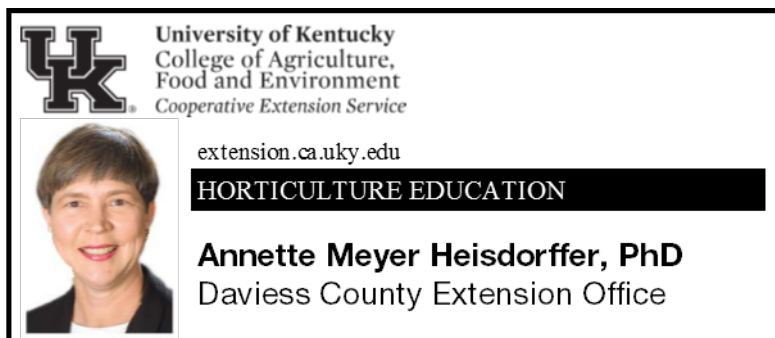 UK
University of Kentucky
College of Agriculture,
Food and Environment
Cooperative Extension Service
extension.ca.uky.edu
HORTICULTURE EDUCATION
Annette Meyer Heisdorffer, PhD
Daviess County Extension Office